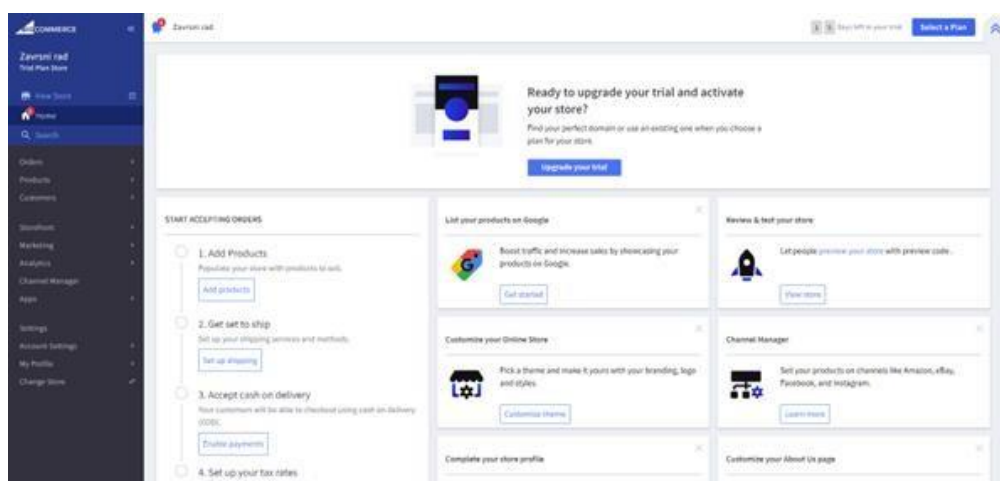 COMMERCE
Zavrsni rad
Trial Plan Store
View Store
Home
Search
Orders
Products
Customers
Storefront
Marketing
Analytics
Channel Manager
Apps
Settings
Account Settings
My Profile
Change Store
Zavrsni rad
Days left in your trial
Select a Plan
Ready to upgrade your trial and activate
your store?
Find your perfect domain or use an existing one when you choose a
plan for your store.
Upgrade your trial
START ACCEPTING ORDERS
1. Add Products
Populate your store with products to sell.
Add products
2. Get set to ship
Set up your shipping services and methods.
Set up shipping
3. Accept cash on delivery
Your customers will be able to checkout using cash on delivery
(COD).
Enable payments
4. Set up your tax rates
List your products on Google
Boost traffic and increase sales by showcasing your
products on Google.
Get started
Review & test your store
Let people preview your store with preview code.
View store
Customize your Online Store
Pick a theme and make it yours with your branding, logo
and styles.
Customize theme
Channel Manager
Sell your products on channels like Amazon, eBay,
Facebook, and Instagram.
Learn more
Complete your store profile
Customize your About Us page